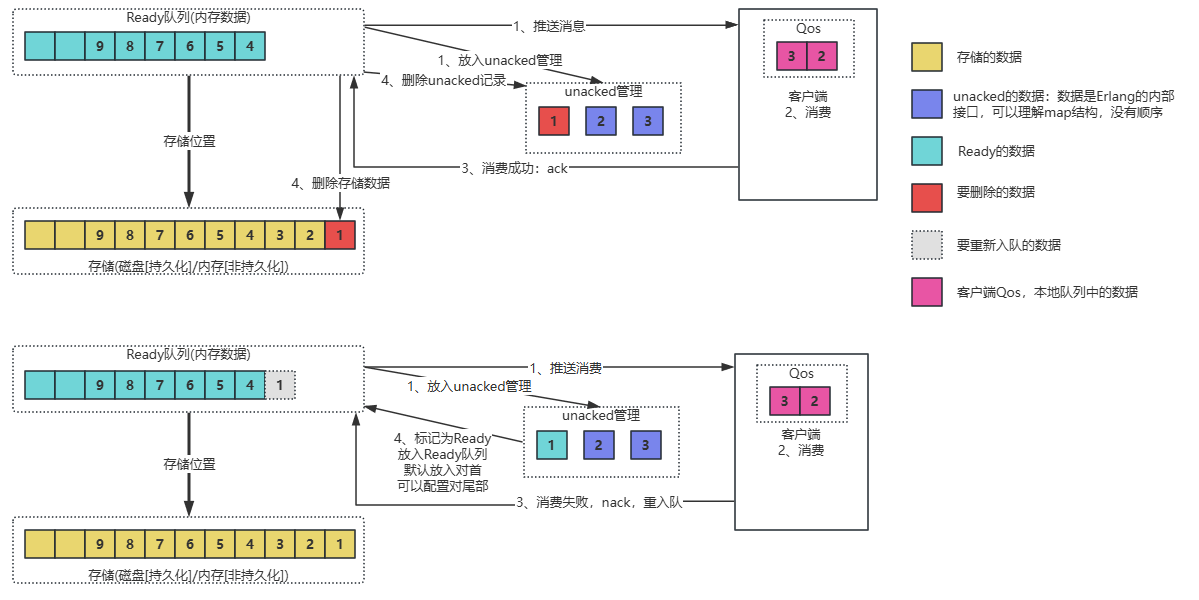 Ready队列(内存数据)
9 8 7 6 5 4
1、推送消息
1、放入unacked管理
4、删除unacked记录
unacked管理
1 2 3
Qos
3 2
客户端
2、消费
3、消费成功：ack
存储位置
4、删除存储数据
9 8 7 6 5 4 3 2 1
存储(磁盘[持久化]/内存[非持久化])
存储的数据
unacked的数据：数据是Erlang的内部
接口，可以理解map结构，没有顺序
Ready的数据
要删除的数据
要重新入队的数据
客户端Qos，本地队列中的数据
Ready队列(内存数据)
9 8 7 6 5 4 1
1、推送消费
1、放入unacked管理
unacked管理
1 2 3
Qos
3 2
客户端
2、消费
4、标记为Ready
放入Ready队列
默认放入对首
可以配置对尾部
3、消费失败，nack，重入队
存储位置
9 8 7 6 5 4 3 2 1
存储(磁盘[持久化]/内存[非持久化])